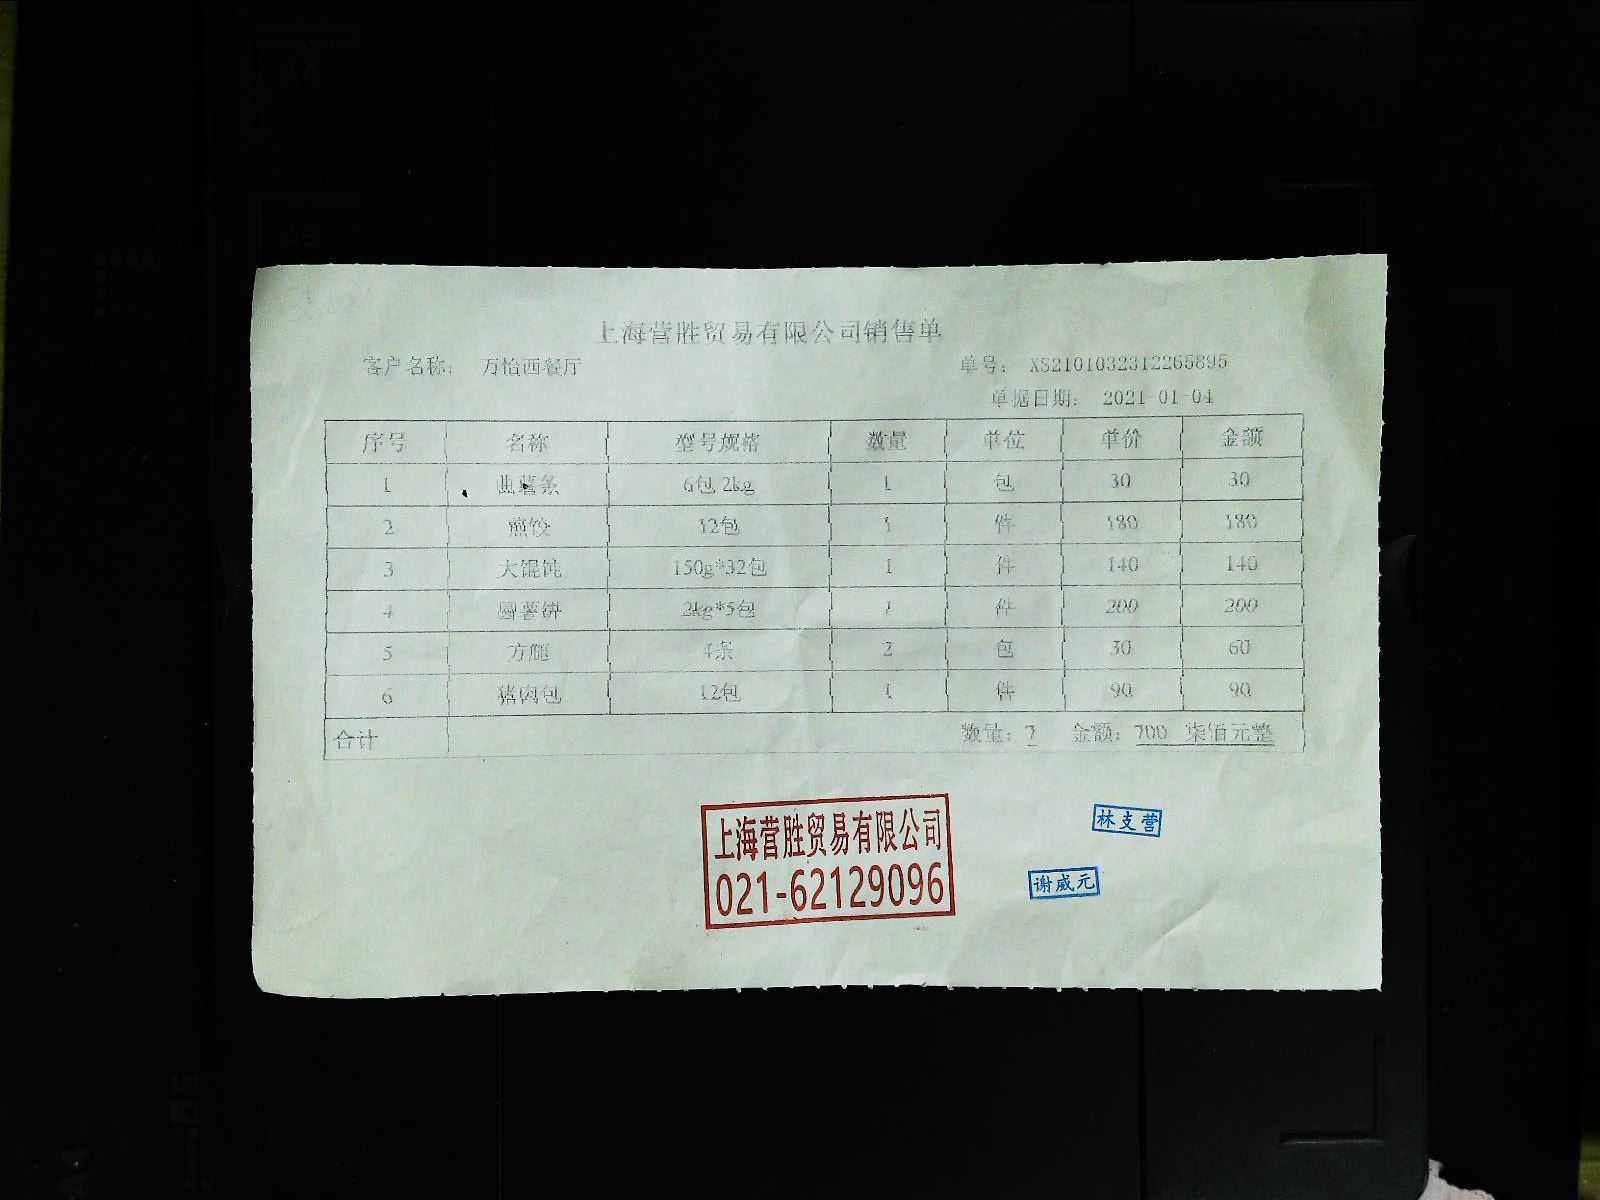 上海营胜贸易有限公司销售单
客户名称： 万怡西餐厅 单号： XS2101032312265895
单据日期： 2021-01-04
序号 名称 型号规格 数量 单位 单价 金额
1 曲薯条 6包 2kg 1 包 30 30
2 煎饺 12包 1 件 180 180
3 大馄饨 150g*32包 1 件 140 140
4 圆薯饼 2kg*5包 1 件 200 200
5 方腿 4条 2 包 30 60
6 猪肉包 12包 1 件 90 90
合计 数量：7 金额：700 柒佰元整
上海营胜贸易有限公司
021-62129096
林支营
谢威元